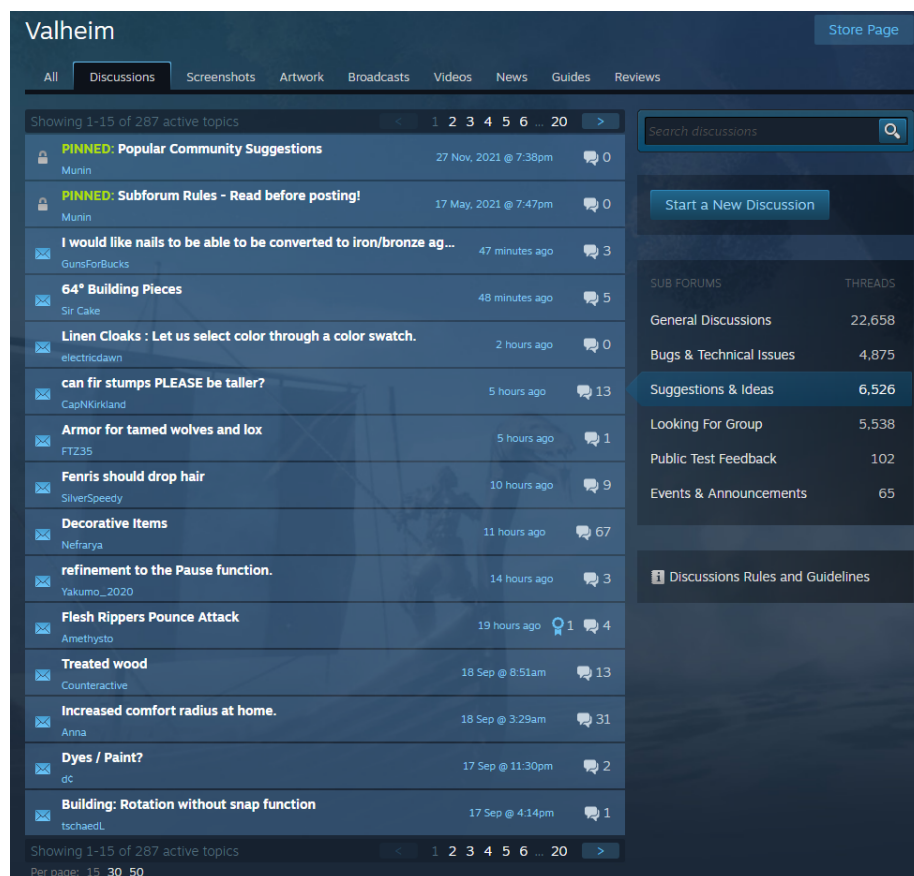 Valheim
Store Page
All Discussions Screenshots Artwork Broadcasts Videos News Guides Reviews
Showing 1-15 of 287 active topics < 1 2 3 4 5 6 ... 20 >
PINNED: Popular Community Suggestions
27 Nov, 2021 @ 7:38pm 0
Munin
PINNED: Subforum Rules - Read before posting!
17 May, 2021 @ 7:47pm 0
Munin
I would like nails to be able to be converted to iron/bronze ag...
47 minutes ago 3
GunsForBucks
64° Building Pieces
48 minutes ago 5
Sir Cake
Linen Cloaks : Let us select color through a color swatch.
2 hours ago 0
electricdawn
can fir stumps PLEASE be taller?
5 hours ago 13
CapNKirkland
Armor for tamed wolves and lox
5 hours ago 1
FTZ35
Fenris should drop hair
10 hours ago 9
SilverSpeedy
Decorative Items
11 hours ago 67
Nefrarya
refinement to the Pause function.
14 hours ago 3
Yakumo_2020
Flesh Rippers Pounce Attack
19 hours ago 1 4
Amethysto
Treated wood
18 Sep @ 8:51am 13
Counteractive
Increased comfort radius at home.
18 Sep @ 3:29am 31
Anna
Dyes / Paint?
17 Sep @ 11:30pm 2
dC
Building: Rotation without snap function
17 Sep @ 4:14pm 1
tschaedL
Showing 1-15 of 287 active topics < 1 2 3 4 5 6 ... 20 >
Per page: 15 30 50
Search discussions
Start a New Discussion
SUB FORUMS THREADS
General Discussions 22,658
Bugs & Technical Issues 4,875
Suggestions & Ideas 6,526
Looking For Group 5,538
Public Test Feedback 102
Events & Announcements 65
Discussions Rules and Guidelines